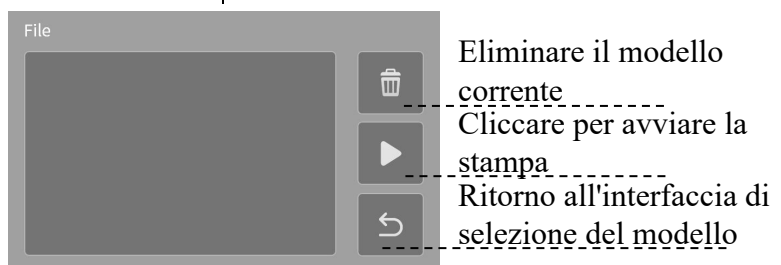 File
Eliminare il modello
corrente
Cliccare per avviare la
stampa
Ritorno all'interfaccia di
selezione del modello